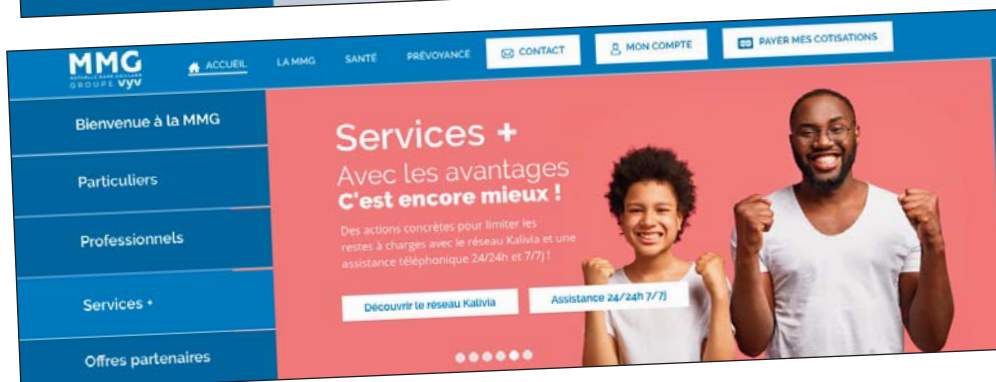 MMG
MUTUELLE MARE-GAILLARD
GROUPE vyv
ACCUEIL
LA MMG
SANTÉ
PRÉVOYANCE
CONTACT
MON COMPTE
PAYER MES COTISATIONS
Bienvenue à la MMG
Particuliers
Professionnels
Services +
Offres partenaires
Services +
Avec les avantages
C'est encore mieux !
Des actions concrètes pour limiter les
restes à charges avec le réseau Kalivia et une
assistance téléphonique 24/24h et 7/7j !
Découvrir le réseau Kalivia
Assistance 24/24h 7/7j